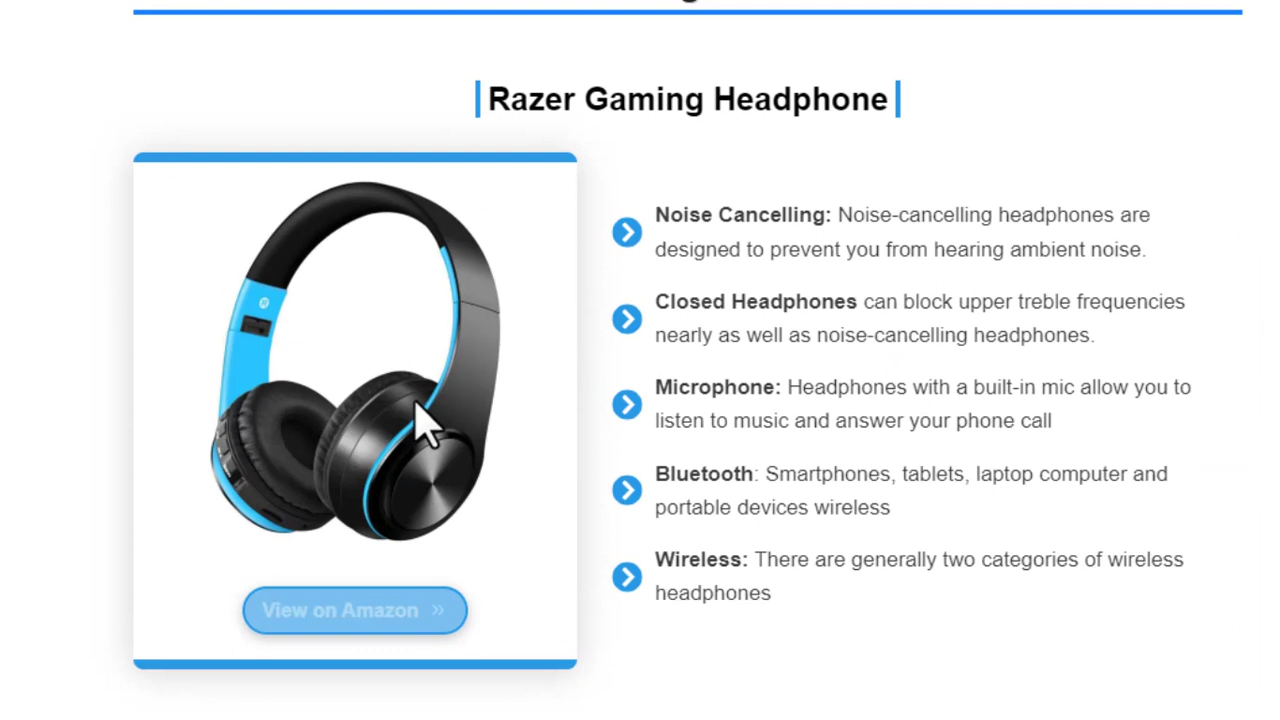 Razer Gaming Headphone
Noise Cancelling: Noise-cancelling headphones are
designed to prevent you from hearing ambient noise.
Closed Headphones can block upper treble frequencies
nearly as well as noise-cancelling headphones.
Microphone: Headphones with a built-in mic allow you to
listen to music and answer your phone call
Bluetooth: Smartphones, tablets, laptop computer and
portable devices wireless
Wireless: There are generally two categories of wireless
headphones
View on Amazon »